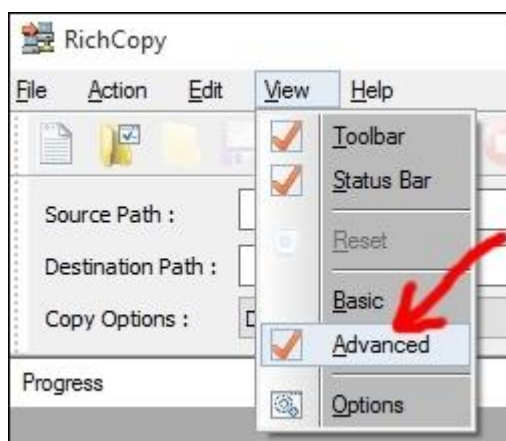 RichCopy
File Action Edit View Help
Toolbar
Status Bar
Source Path :
Reset
Destination Path :
Basic
Copy Options :
Advanced
Progress
Options